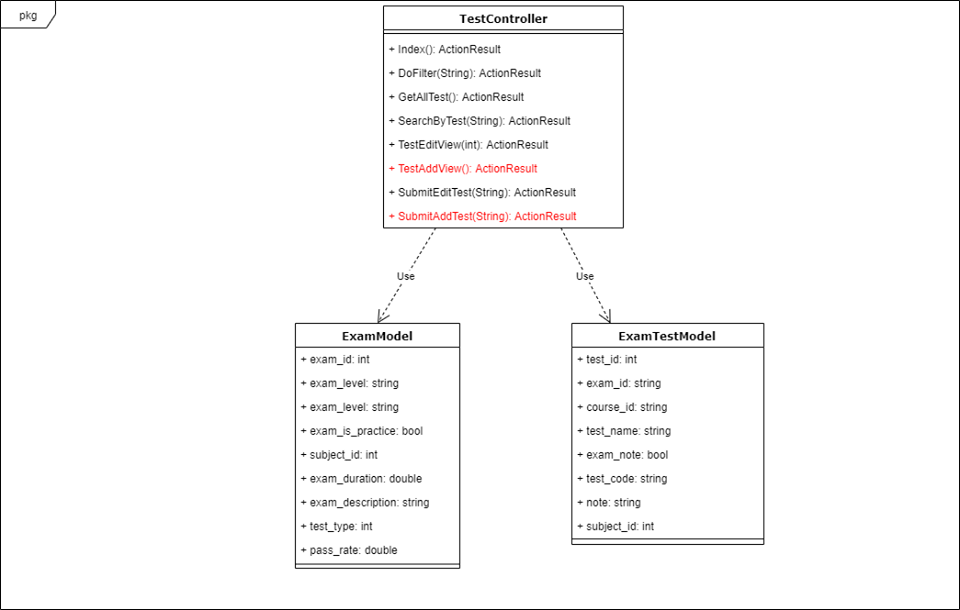 pkg
TestController
+ Index(): ActionResult
+ DoFilter(String): ActionResult
+ GetAllTest(): ActionResult
+ SearchByTest(String): ActionResult
+ TestEditView(int): ActionResult
+ TestAddView(): ActionResult
+ SubmitEditTest(String): ActionResult
+ SubmitAddTest(String): ActionResult
Use
Use
ExamModel
+ exam_id: int
+ exam_level: string
+ exam_level: string
+ exam_is_practice: bool
+ subject_id: int
+ exam_duration: double
+ exam_description: string
+ test_type: int
+ pass_rate: double
ExamTestModel
+ test_id: int
+ exam_id: string
+ course_id: string
+ test_name: string
+ exam_note: bool
+ test_code: string
+ note: string
+ subject_id: int